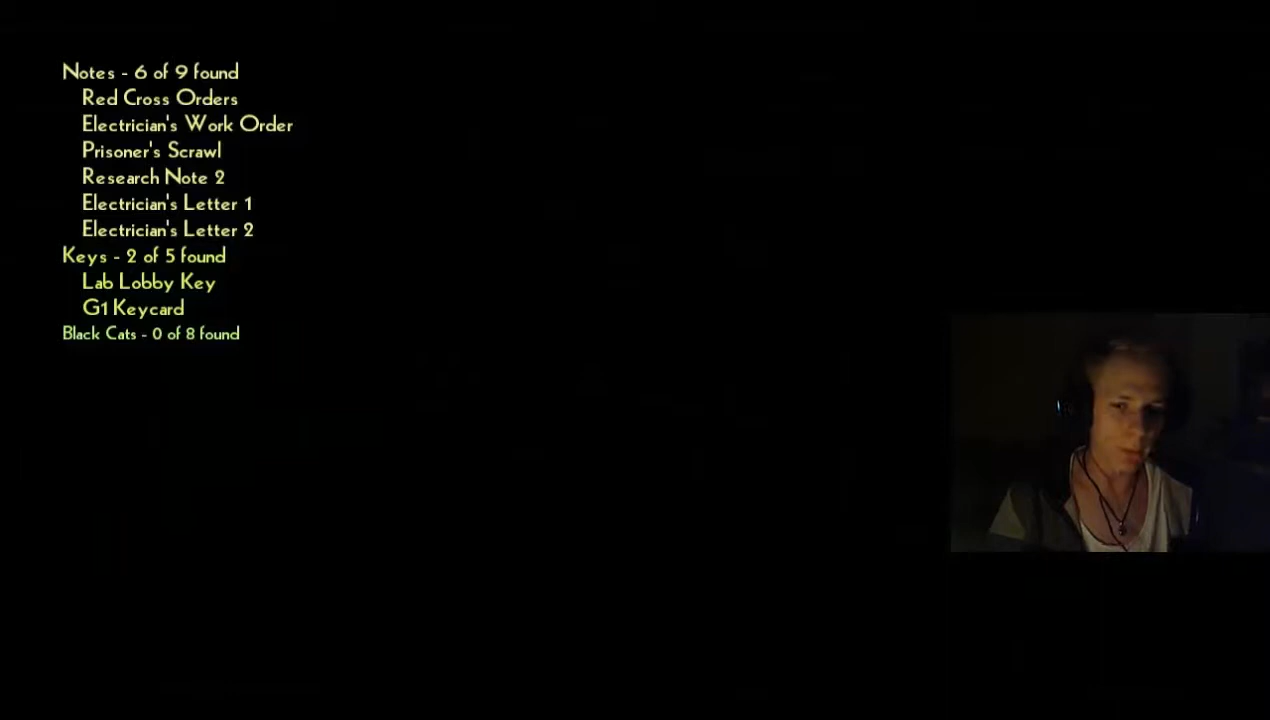 Notes - 6 of 9 found
Red Cross Orders
Electrician's Work Order
Prisoner's Scrawl
Research Note 2
Electrician's Letter 1
Electrician's Letter 2
Keys - 2 of 5 found
Lab Lobby Key
G1 Keycard
Black Cats - 0 of 8 found